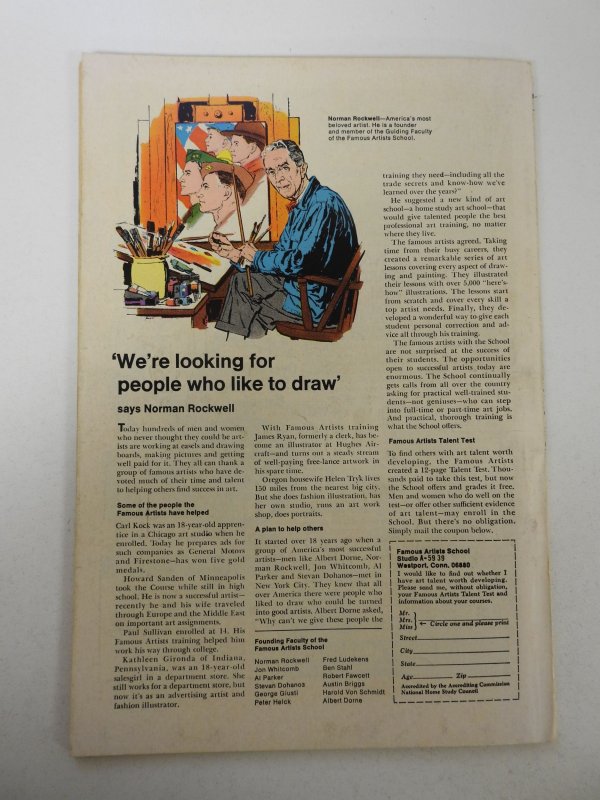 Norman Rockwell—America's most
beloved artist. He is a founder
and member of the Guiding Faculty
of the Famous Artists School.
'We're looking for
people who like to draw'
says Norman Rockwell
Today hundreds of men and women
who never thought they could be art-
ists are working at easels and drawing
boards, making pictures and getting
well paid for it. They all can thank a
group of famous artists who have de-
voted much of their time and talent
to helping others find success in art.
Some of the people the
Famous Artists have helped
Carl Kock was an 18-year-old appren-
tice in a Chicago art studio when he
enrolled. Today he prepares ads for
such companies as General Motors
and Firestone—has won five gold
medals.
Howard Sanden of Minneapolis
took the Course while still in high
school. He is now a successful artist—
recently he and his wife traveled
through Europe and the Middle East
on important art assignments.
Paul Sullivan enrolled at 14. His
Famous Artists training helped him
work his way through college.
Kathleen Gironda of Indiana,
Pennsylvania, was an 18-year-old
salesgirl in a department store. She
still works for a department store, but
now it's as an advertising artist and
fashion illustrator.
With Famous Artists training
James Ryan, formerly a clerk, has be-
come an illustrator at Hughes Air-
craft—and turns out a steady stream
of well-paying free-lance artwork in
his spare time.
Oregon housewife Helen Tryk lives
150 miles from the nearest big city.
But she does fashion illustration, has
her own studio, runs an art work
shop, does portraits.
A plan to help others
It started over 18 years ago when a
group of America's most successful
artists—men like Albert Dorne, Nor-
man Rockwell, Jon Whitcomb, Al
Parker and Stevan Dohanos—met in
New York City. They knew that all
over America there were people who
liked to draw who could be turned
into good artists. Albert Dorne asked,
"Why can't we give these people the
Founding Faculty of the
Famous Artists School
Norman Rockwell
Jon Whitcomb
Al Parker
Stevan Dohanos
George Giusti
Peter Helck
Fred Ludekens
Ben Stahl
Robert Fawcett
Austin Briggs
Harold Von Schmidt
Albert Dorne
training they need—including all the
trade secrets and know-how we've
learned over the years?"
He suggested a new kind of art
school—a home study art school—that
would give talented people the best
professional art training, no matter
where they live.
The famous artists agreed. Taking
time from their busy careers, they
created a remarkable series of art
lessons covering every aspect of draw-
ing and painting. They illustrated
their lessons with over 5,000 "here's-
how" illustrations. The lessons start
from scratch and cover every skill a
top artist needs. Finally, they de-
veloped a wonderful way to give each
student personal correction and ad-
vice all through his training.
The famous artists with the School
are not surprised at the success of
their students. The opportunities
open to successful artists today are
enormous. The School continually
gets calls from all over the country
asking for practical well-trained stu-
dents—not geniuses—who can step
into full-time or part-time art jobs.
And practical, thorough training is
what the School offers.
Famous Artists Talent Test
To find others with art talent worth
developing, the Famous Artists
created a 12-page Talent Test. Thou-
sands paid to take this test, but now
the School offers and grades it free.
Men and women who do well on the
test—or offer other sufficient evidence
of art talent—may enroll in the
School. But there's no obligation.
Simply mail the coupon below.
Famous Artists School
Studio A-5939
Westport, Conn. 06880
I would like to find out whether I
have art talent worth developing.
Please send me, without obligation,
your Famous Artists Talent Test and
information about your courses.
Mr.
Mrs.
Miss
← Circle one and please print
Street
City
State
Age Zip
Accredited by the Accrediting Commission
National Home Study Council